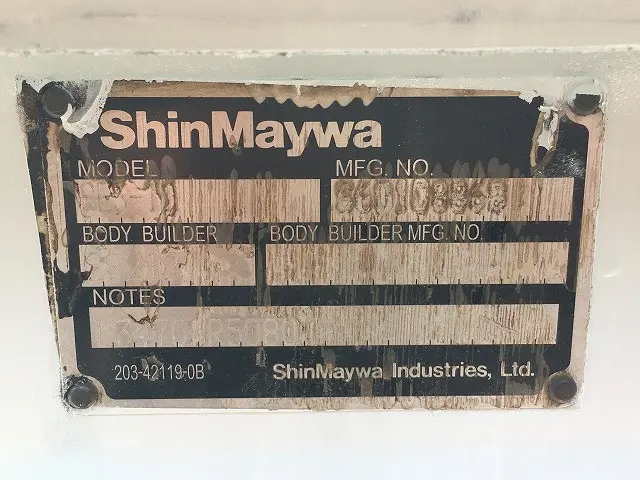 ShinMaywa
MODEL MFG. NO.
BODY BUILDER BODY BUILDER MFG. NO.
NOTES
203-42119-0B ShinMaywa Industries, Ltd.